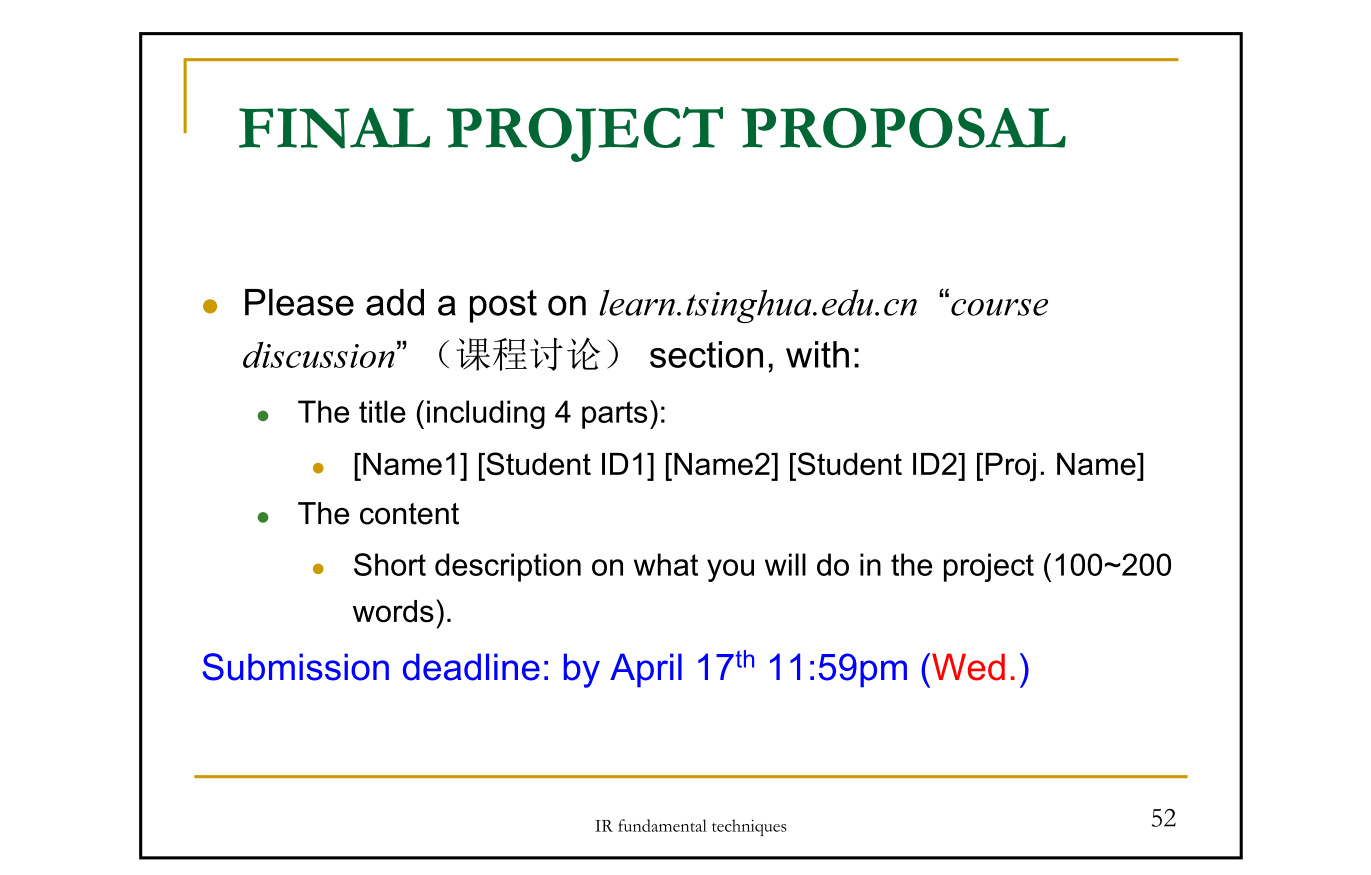 FINAL PROJECT PROPOSAL
Please add a post on learn.tsinghua.edu.cn “course
discussion” （课程讨论） section, with:
The title (including 4 parts):
[Name1] [Student ID1] [Name2] [Student ID2] [Proj. Name]
The content
Short description on what you will do in the project (100~200
words).
Submission deadline: by April 17th 11:59pm (Wed.)
IR fundamental techniques
52